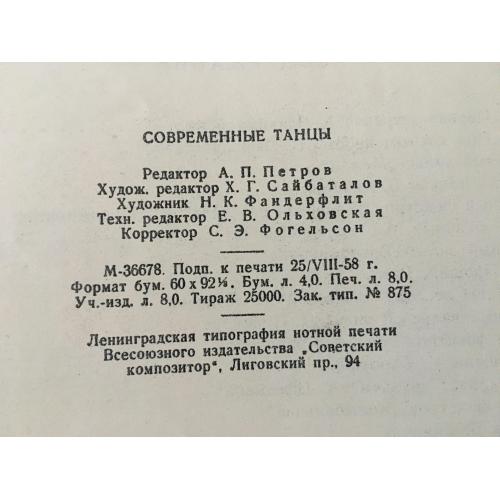 СОВРЕМЕННЫЕ ТАНЦЫ
Редактор А. П. Петров
Худож. редактор Х. Г. Сайбаталов
Художник Н. К. Фандерфлит
Техн. редактор Е. В. Ольховская
Корректор С. Э. Фогельсон
М-36678. Подп. к печати 25/VIII-58 г.
Формат бум. 60 x 92⅛. Бум. л. 4,0. Печ. л. 8,0.
Уч.-изд. л. 8,0. Тираж 25000. Зак. тип. № 875
Ленинградская типография нотной печати
Всесоюзного издательства „Советский
композитор“, Лиговский пр., 94